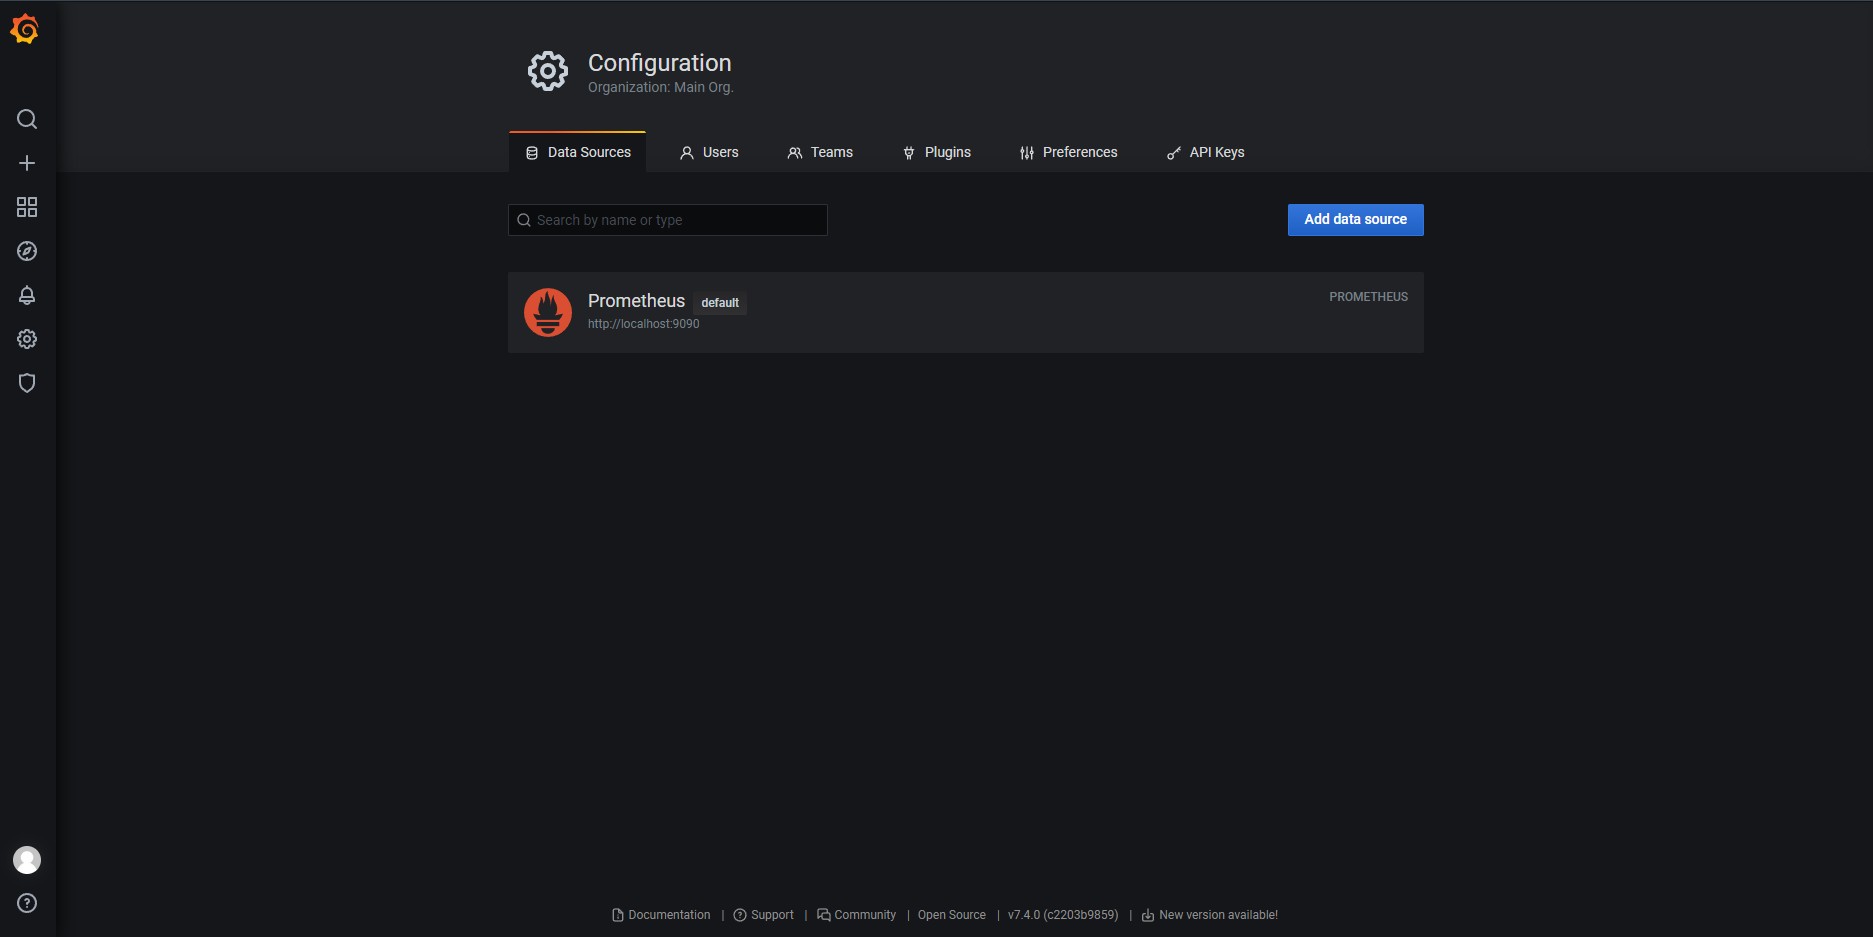 Configuration
Organization: Main Org.
Data Sources
Users
Teams
Plugins
Preferences
API Keys
Search by name or type
Add data source
Prometheus default
PROMETHEUS
http://localhost:9090
Documentation | Support | Community | Open Source | v7.4.0 (c2203b9859) | New version available!